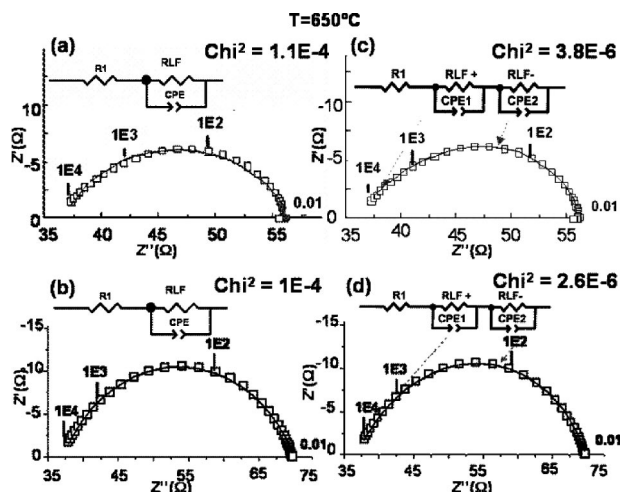 T=650ºC
(a)
R1
RLF
CPE
Chi² = 1.1E-4
10
-5
0
Z'(Ω)
1E4
1E3
1E2
0.01
35
40
45
50
55
Z''(Ω)
(c)
Chi² = 3.8E-6
R1
RLF+
RLF-
CPE1
CPE2
-10
-5
0
Z'(Ω)
1E4
1E3
1E2
0.01
35
40
45
50
55
Z''(Ω)
(b)
Chi² = 1E-4
R1
RLF
CPE
-15
-10
-5
0
Z'(Ω)
1E4
1E3
1E2
0.01
35
45
55
65
75
Z''(Ω)
(d)
Chi² = 2.6E-6
R1
RLF+
RLF-
CPE1
CPE2
-15
-10
-5
0
Z'(Ω)
1E4
1E3
1E2
0.01
35
45
55
65
75
Z''(Ω)